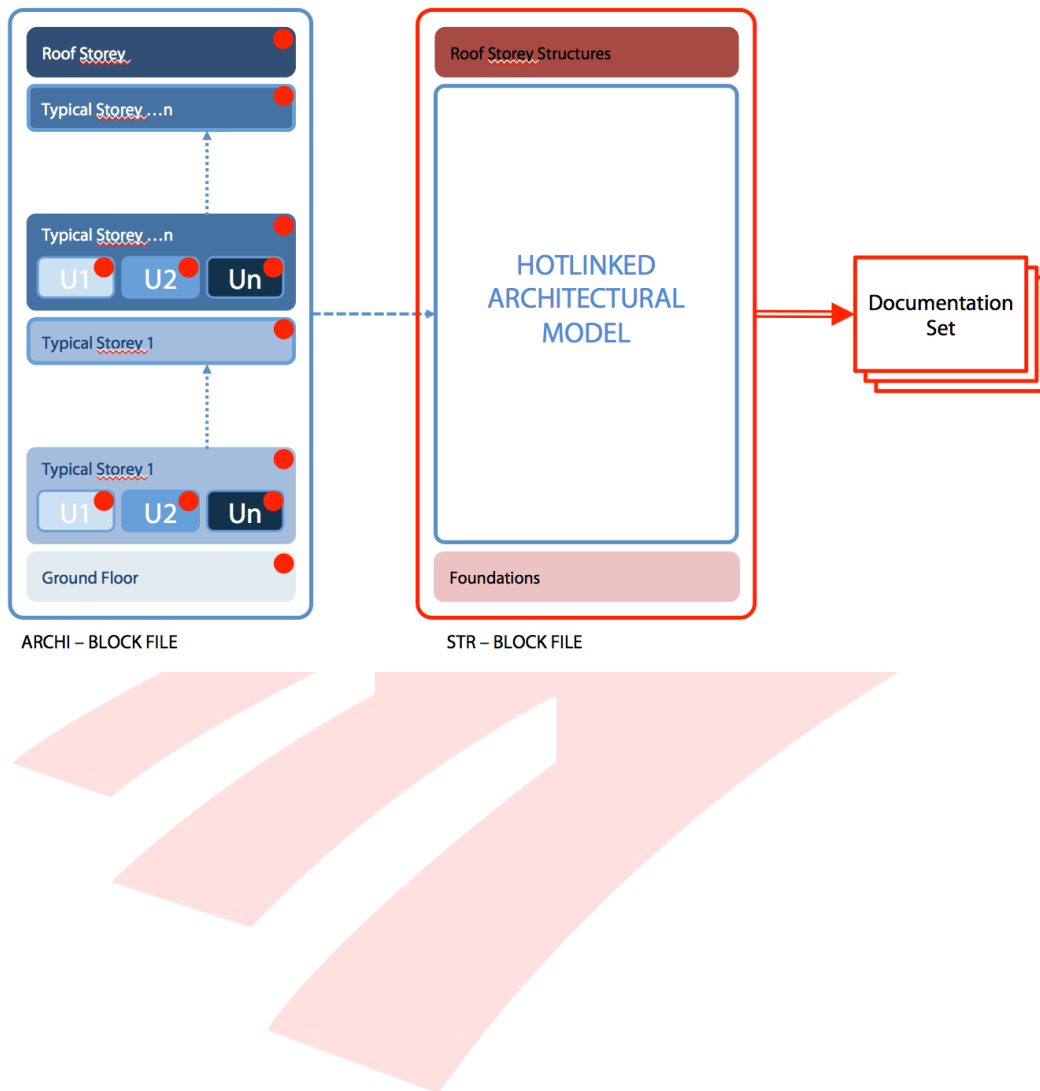 Roof Storey
Typical Storey ...n
Typical Storey ...n
U1 U2 Un
Typical Storey 1
Typical Storey 1
U1 U2 Un
Ground Floor
ARCHI – BLOCK FILE
Roof Storey Structures
HOTLINKED
ARCHITECTURAL
MODEL
Foundations
STR – BLOCK FILE
Documentation
Set